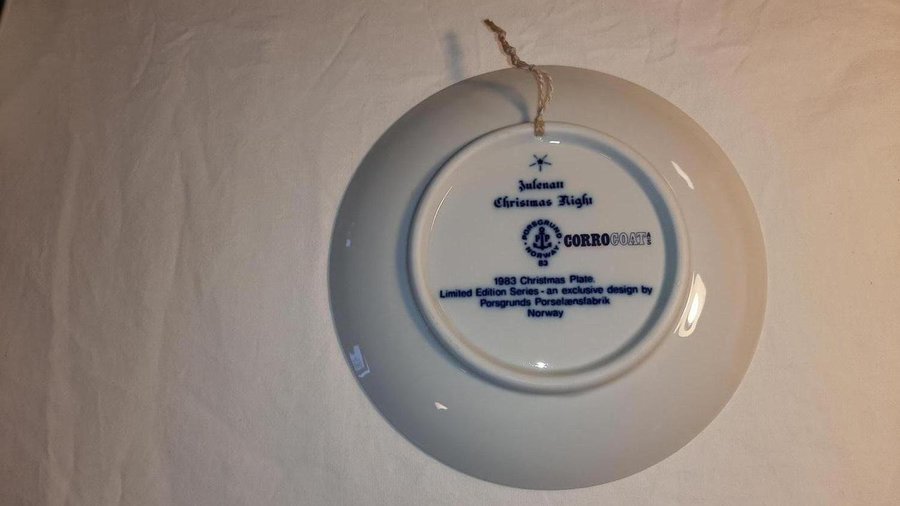 Julenatt
Christmas Night
PORSGRUND
NORWAY
83
CORROCOAT
1983 Christmas Plate.
Limited Edition Series - an exclusive design by
Porsgrunds Porselænsfabrik
Norway